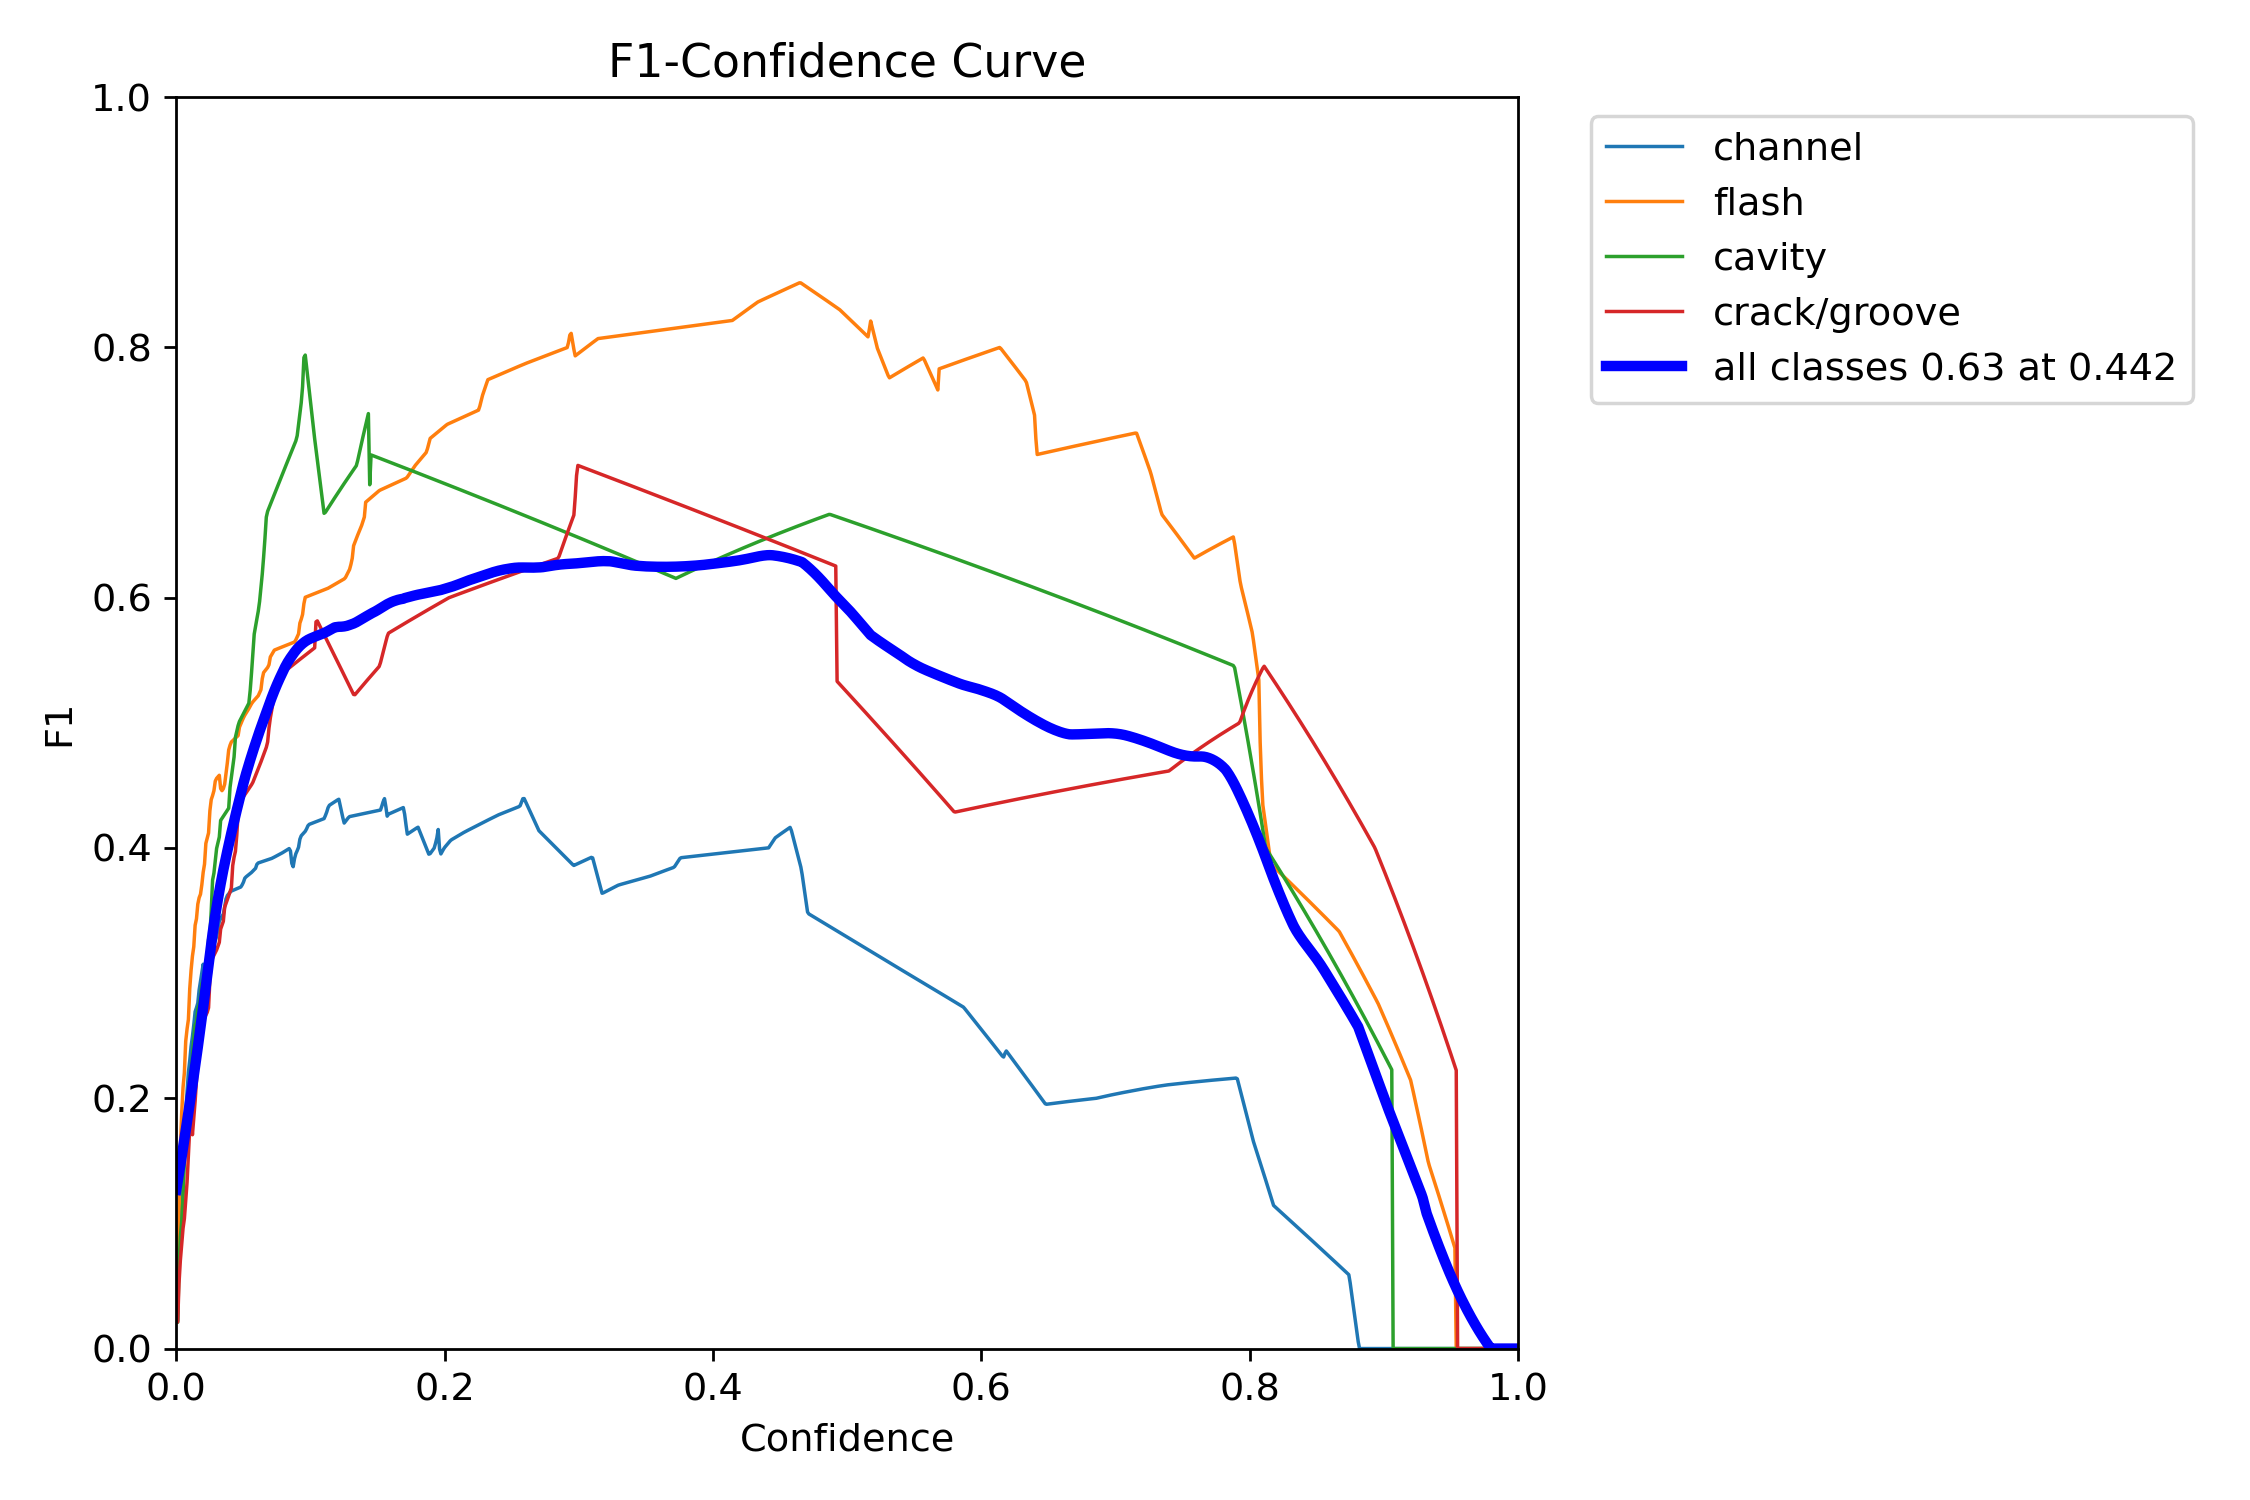 F1-Confidence Curve
1.0
0.8
0.6
0.4
0.2
0.0
F1
0.0 0.2 0.4 0.6 0.8 1.0
Confidence
channel
flash
cavity
crack/groove
all classes 0.63 at 0.442